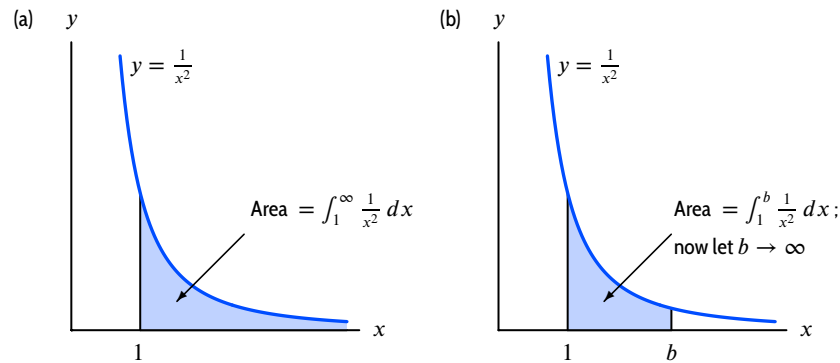 (a)
y
y = 1/x²
Area = ∫₁^∞ 1/x² dx
x
1
(b)
y
y = 1/x²
Area = ∫₁^b 1/x² dx;
now let b → ∞
x
1
b